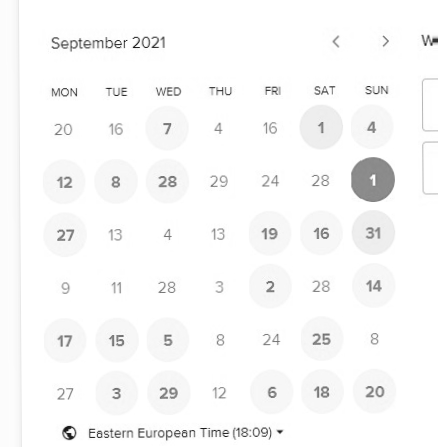 September 2021
MON TUE WED THU FRI SAT SUN
20 16 7 4 16 1 4
12 8 28 29 24 28 1
27 13 4 13 19 16 31
9 11 28 3 2 28 14
17 15 5 8 24 25 8
27 3 29 12 6 18 20
Eastern European Time (18:09)